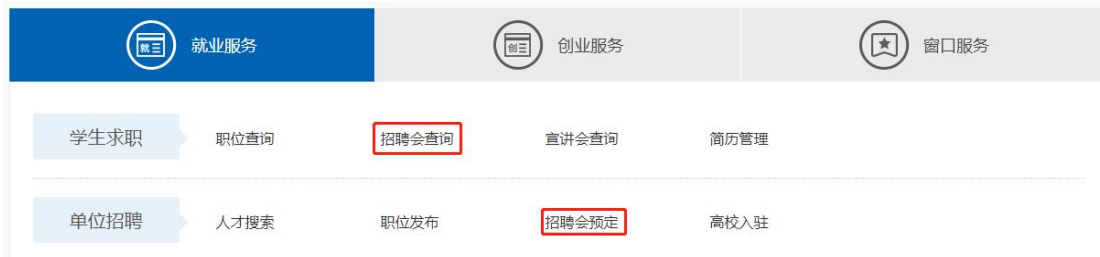 就业服务 创业服务 窗口服务
学生求职 职位查询 招聘会查询 宣讲会查询 简历管理
单位招聘 人才搜索 职位发布 招聘会预定 高校入驻